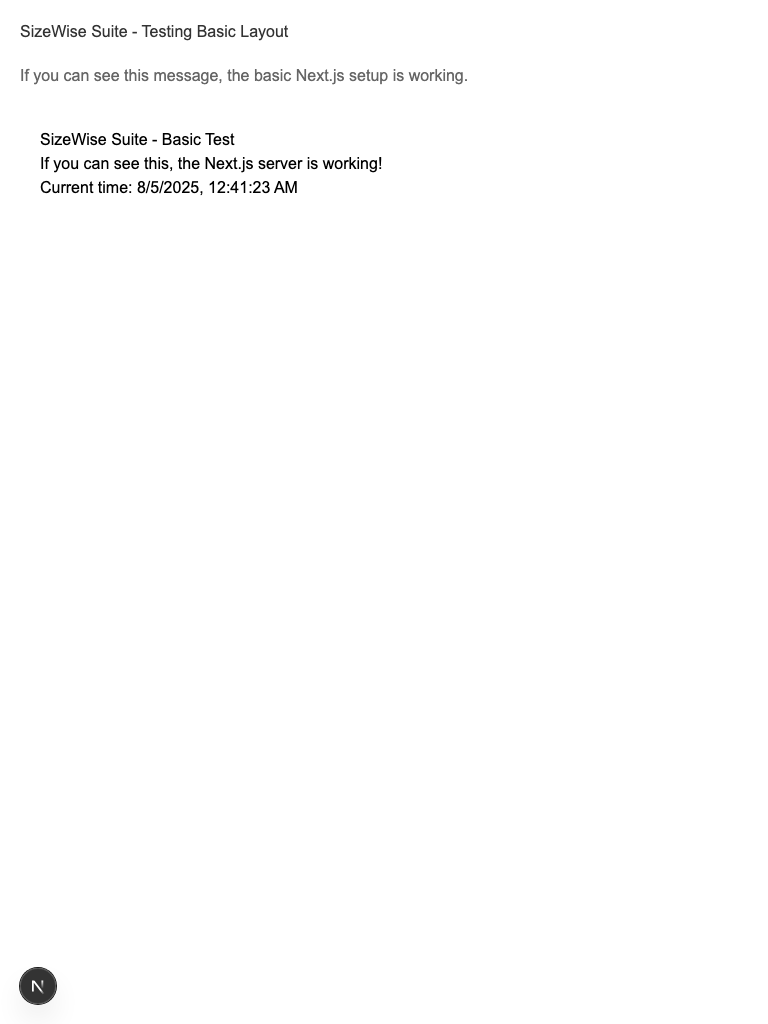 SizeWise Suite - Testing Basic Layout
If you can see this message, the basic Next.js setup is working.
SizeWise Suite - Basic Test
If you can see this, the Next.js server is working!
Current time: 8/5/2025, 12:41:23 AM
N